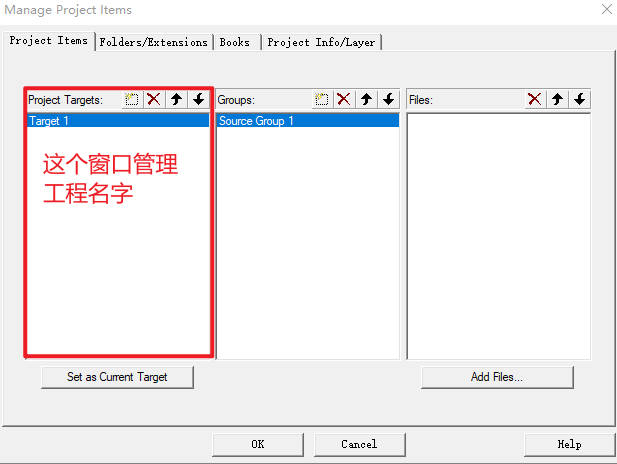 Manage Project Items
Project Items Folders/Extensions Books Project Info/Layer
Project Targets: Groups: Files:
Target 1 Source Group 1
这个窗口管理
工程名字
Set as Current Target Add Files...
OK Cancel Help